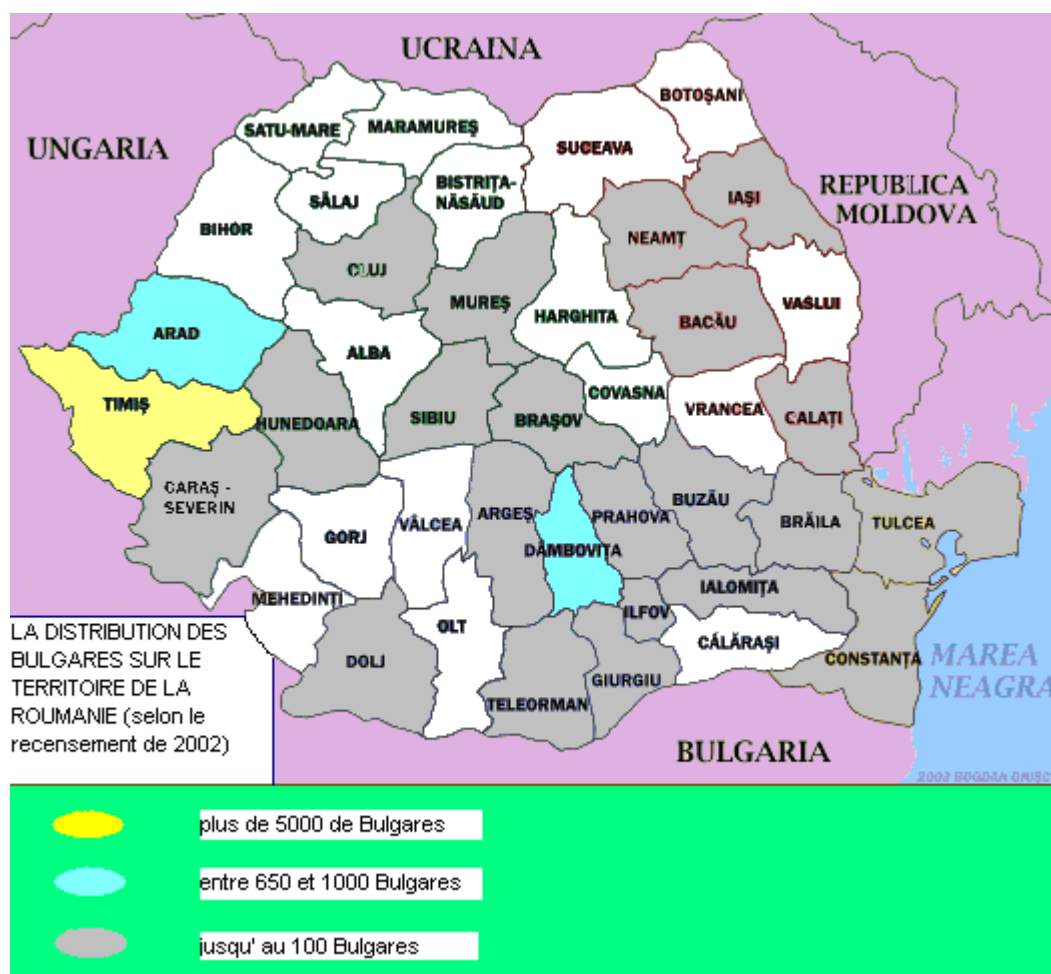 UCRAINA
BOTOȘANI
SATU-MARE
MARAMUREȘ
UNGARIA
SUCEAVA
BISTRIȚA-
NĂSĂUD
REPUBLICA
MOLDOVA
SĂLAJ
IAȘI
BIHOR
NEAMȚ
CLUJ
MUREȘ
VASLUI
HARGHITA
BACĂU
ARAD
ALBA
COVASNA
TIMIȘ
VRANCEA
HUNEDOARA
SIBIU
BRAȘOV
CALAȚI
CARAȘ -
SEVERIN
BUZĂU
ARGEȘ
PRAHOVA
BRĂILA
TULCEA
VÂLCEA
GORJ
DÂMBOVIȚA
IALOMIȚA
MEHEDINȚI
ILFOV
OLT
CĂLĂRAȘI
CONSTANȚA
MAREA
NEAGRA
DOLJ
GIURGIU
TELEORMAN
BULGARIA
LA DISTRIBUTION DES
BULGARES SUR LE
TERRITOIRE DE LA
ROUMANIE (selon le
recensement de 2002)
2003 BOGDAN
plus de 5000 de Bulgares
entre 650 et 1000 Bulgares
jusqu' au 100 Bulgares